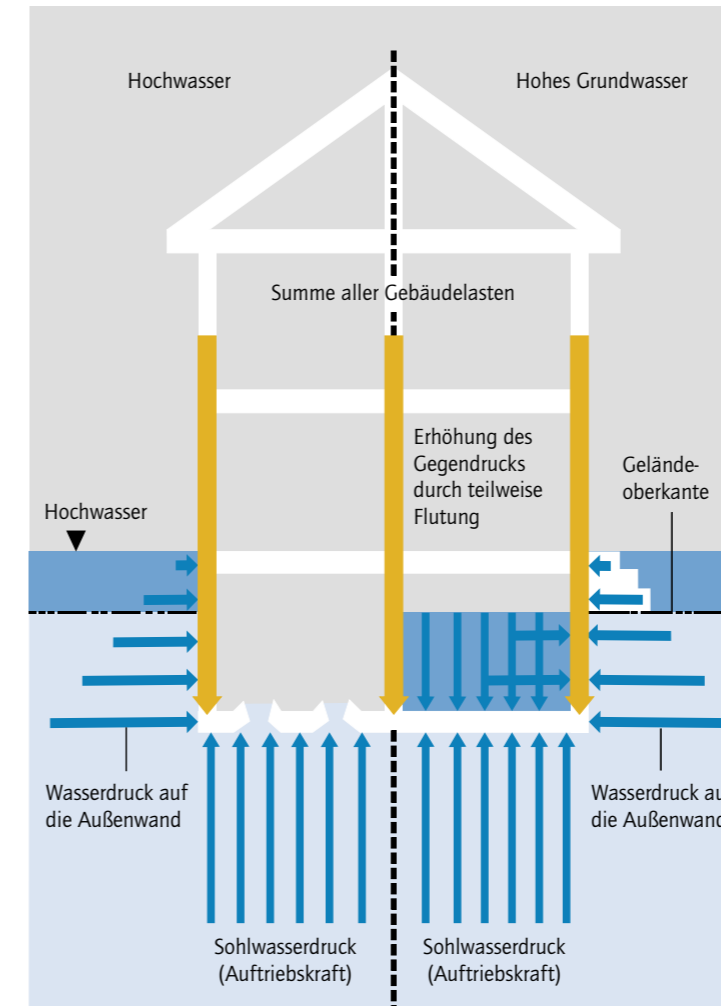 Hochwasser
Hohes Grundwasser
Summe aller Gebäudelasten
Erhöhung des
Gegendrucks
durch teilweise
Flutung
Gelände-
oberkante
Hochwasser
Wasserdruck auf
die Außenwand
Wasserdruck au
die Außenwand
Sohlwasserdruck
(Auftriebskraft)
Sohlwasserdruck
(Auftriebskraft)